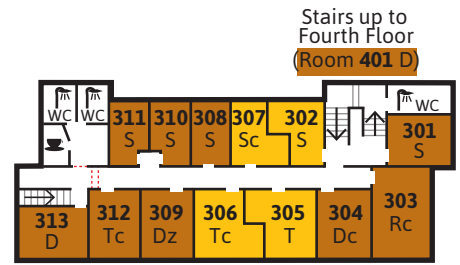 Stairs up to
Fourth Floor
(Room 401 D)
WC WC
WC
311 310 308 307 302
S S S Sc S
301
S
313
D
312 309 306 305 304
Tc Dz Tc T Dc
303
Rc